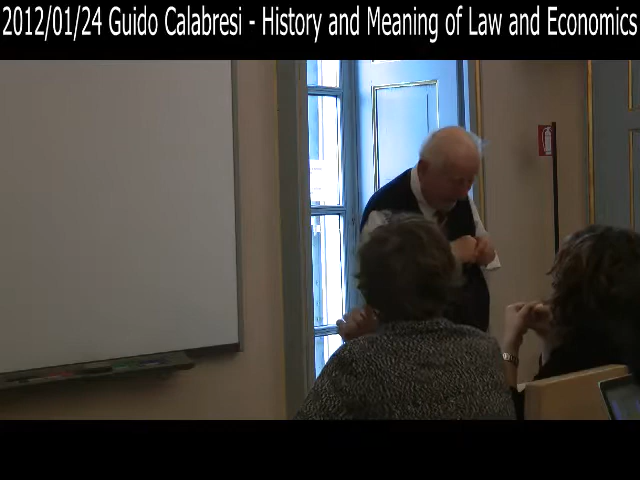 2012/01/24 Guido Calabresi - History and Meaning of Law and Economics